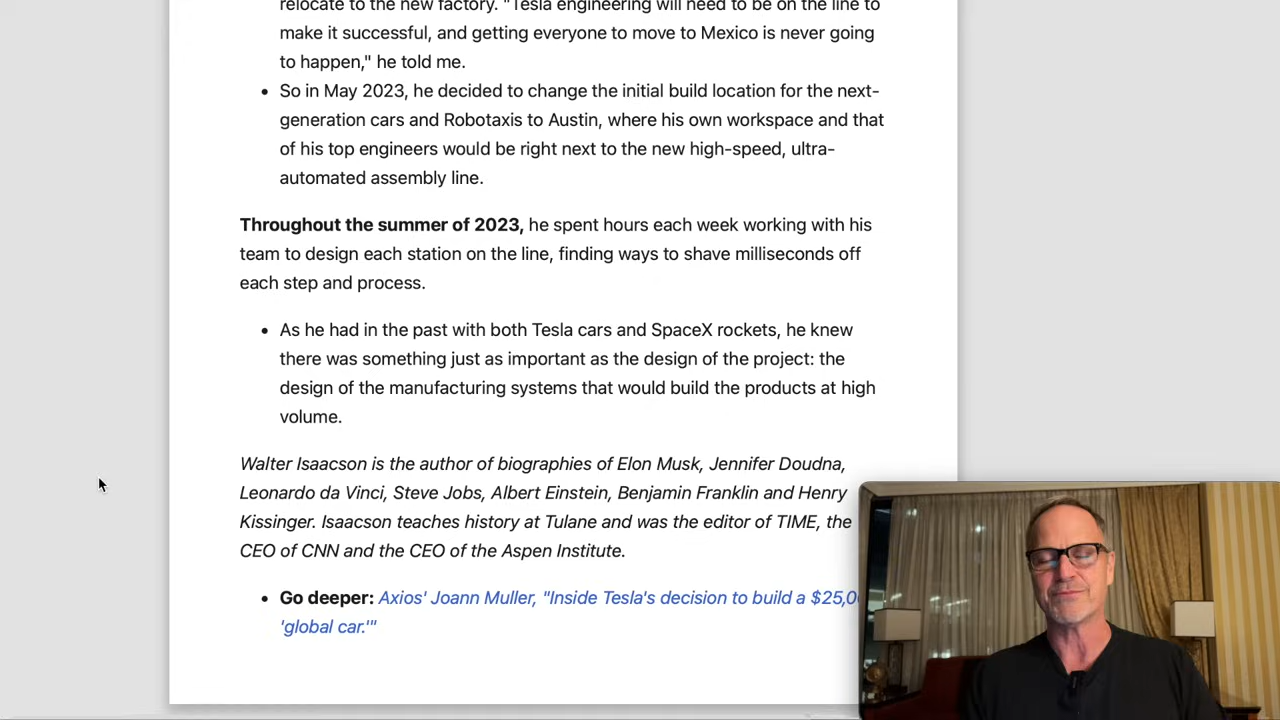 relocate to the new factory. "Tesla engineering will need to be on the line to
make it successful, and getting everyone to move to Mexico is never going
to happen," he told me.
• So in May 2023, he decided to change the initial build location for the next-
generation cars and Robotaxis to Austin, where his own workspace and that
of his top engineers would be right next to the new high-speed, ultra-
automated assembly line.
Throughout the summer of 2023, he spent hours each week working with his
team to design each station on the line, finding ways to shave milliseconds off
each step and process.
• As he had in the past with both Tesla cars and SpaceX rockets, he knew
there was something just as important as the design of the project: the
design of the manufacturing systems that would build the products at high
volume.
Walter Isaacson is the author of biographies of Elon Musk, Jennifer Doudna,
Leonardo da Vinci, Steve Jobs, Albert Einstein, Benjamin Franklin and Henry
Kissinger. Isaacson teaches history at Tulane and was the editor of TIME, the
CEO of CNN and the CEO of the Aspen Institute.
• Go deeper: Axios' Joann Muller, "Inside Tesla's decision to build a
'global car.'"